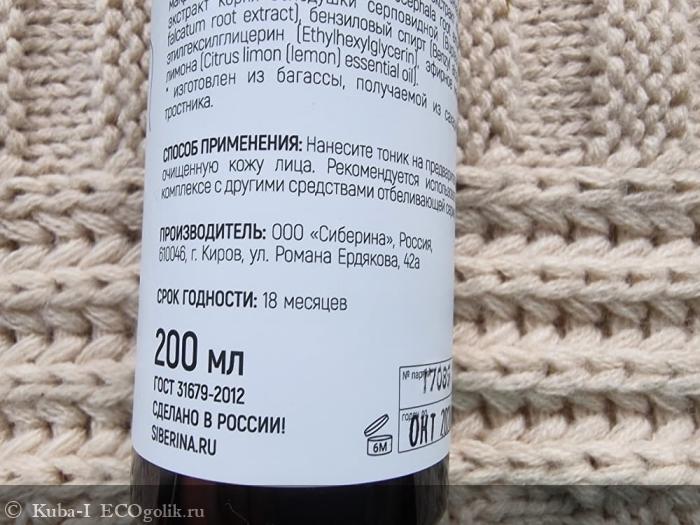 экстракт корня
falcatum root extract), бензиловый спирт
этилгексилглицерин (Ethylhexylglycerin), эфирное
лимона (Citrus limon (lemon) essential oil).
* изготовлен из багассы, получаемой из
тростника.
СПОСОБ ПРИМЕНЕНИЯ: Нанесите тоник на
очищенную кожу лица. Рекомендуется
комплексе с другими средствами отбеливающей
ПРОИЗВОДИТЕЛЬ: ООО «Сиберина», Россия,
610046, г. Киров, ул. Романа Ердякова, 42а
СРОК ГОДНОСТИ: 18 месяцев
200 мл
ГОСТ 31679-2012
СДЕЛАНО В РОССИИ!
SIBERINA.RU
№
6M
ОКТ
Kuba-I ECOgolik.ru